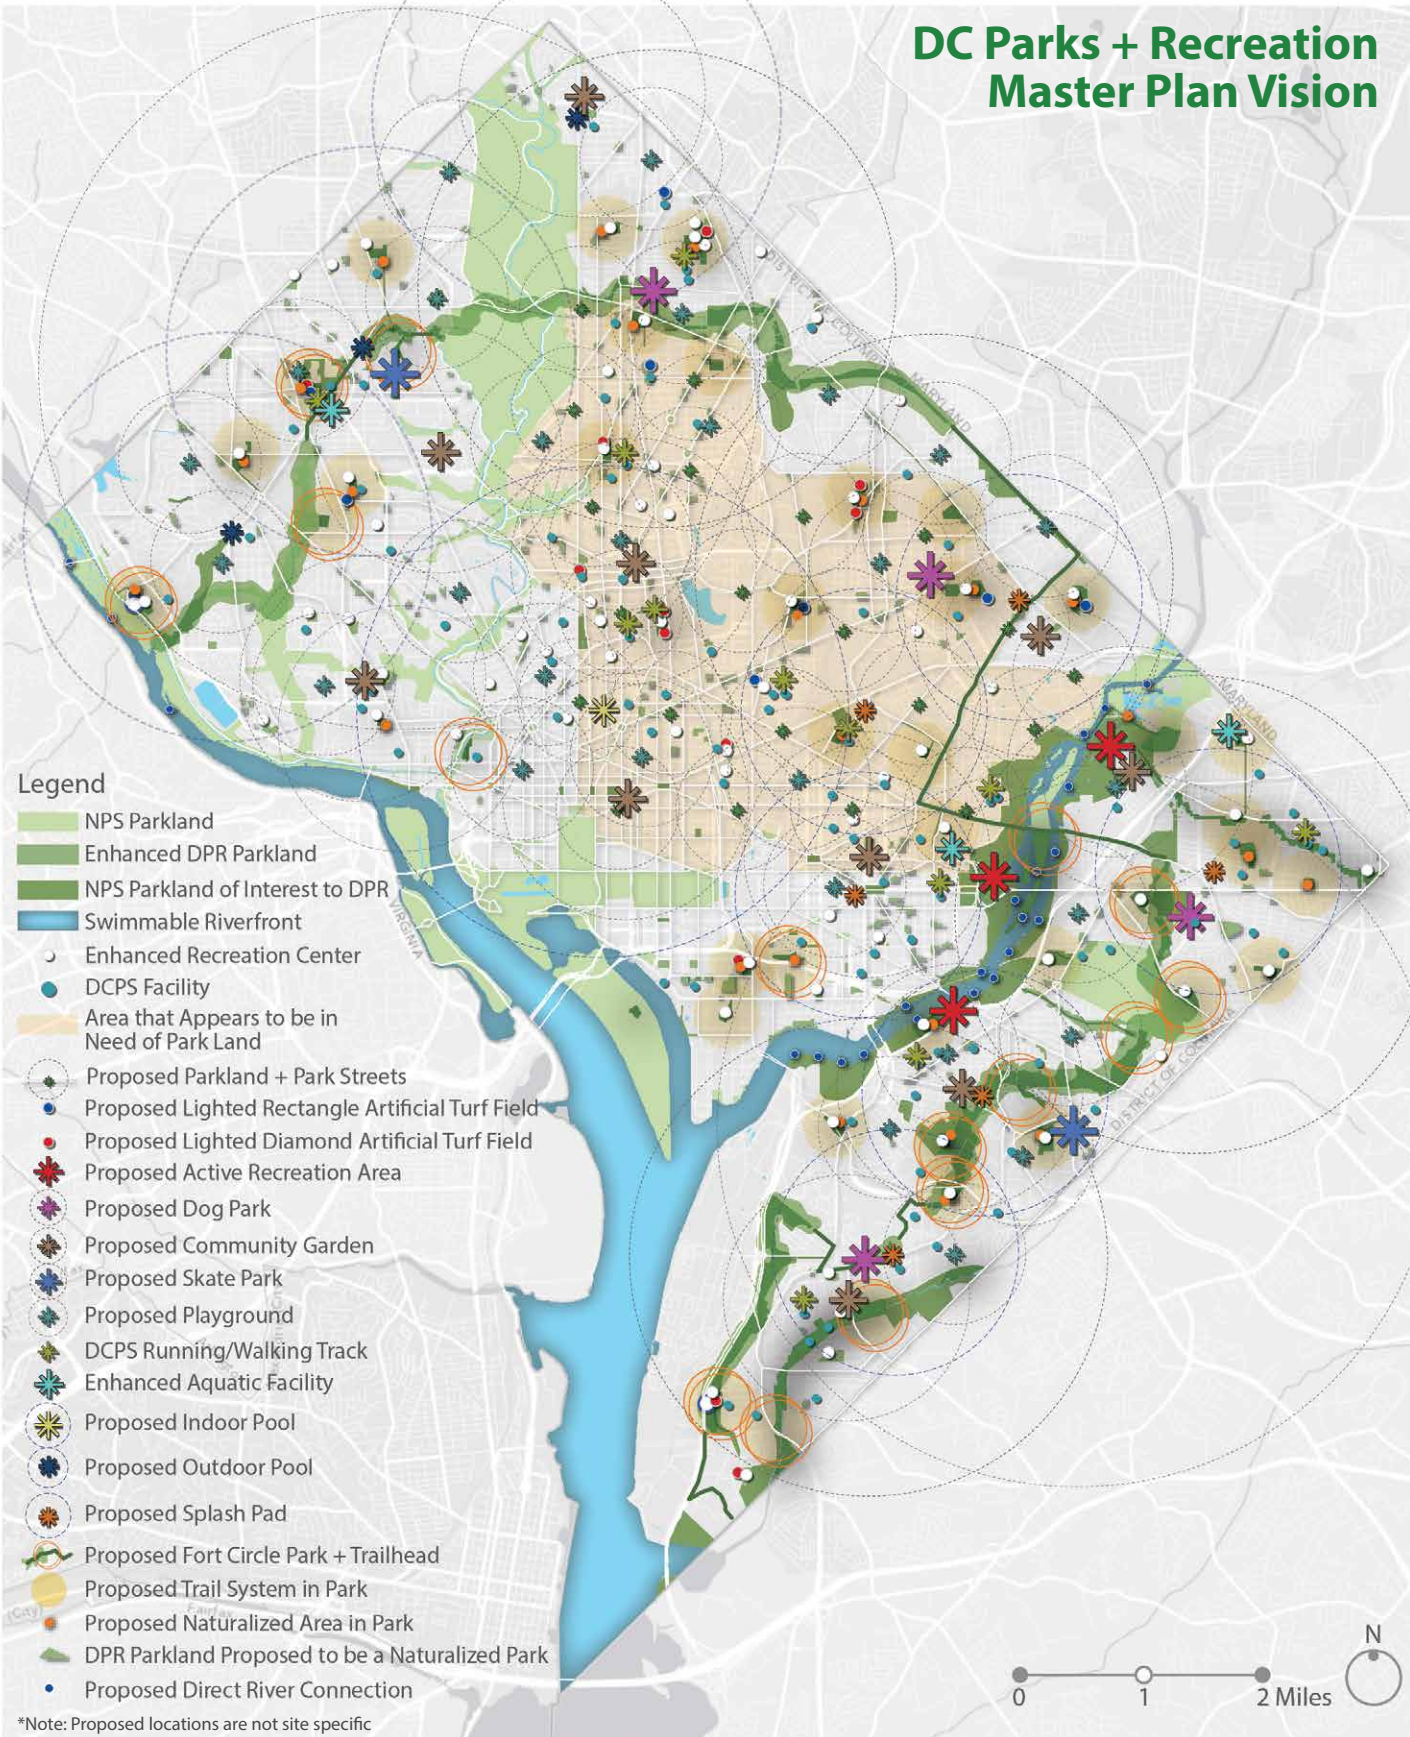 DC Parks + Recreation
Master Plan Vision
DISTRICT OF COLUMBIA
MARYLAND
MARYLAND
DISTRICT OF COLUMBIA
VIRGINIA
Legend
NPS Parkland
Enhanced DPR Parkland
NPS Parkland of Interest to DPR
Swimmable Riverfront
Enhanced Recreation Center
DCPS Facility
Area that Appears to be in
Need of Park Land
Proposed Parkland + Park Streets
Proposed Lighted Rectangle Artificial Turf Field
Proposed Lighted Diamond Artificial Turf Field
Proposed Active Recreation Area
Proposed Dog Park
Proposed Community Garden
Proposed Skate Park
Proposed Playground
DCPS Running/Walking Track
Enhanced Aquatic Facility
Proposed Indoor Pool
Proposed Outdoor Pool
Proposed Splash Pad
Proposed Fort Circle Park + Trailhead
Proposed Trail System in Park
Proposed Naturalized Area in Park
DPR Parkland Proposed to be a Naturalized Park
Proposed Direct River Connection
*Note: Proposed locations are not site specific
(City)
Fairfax
N
0 1 2 Miles